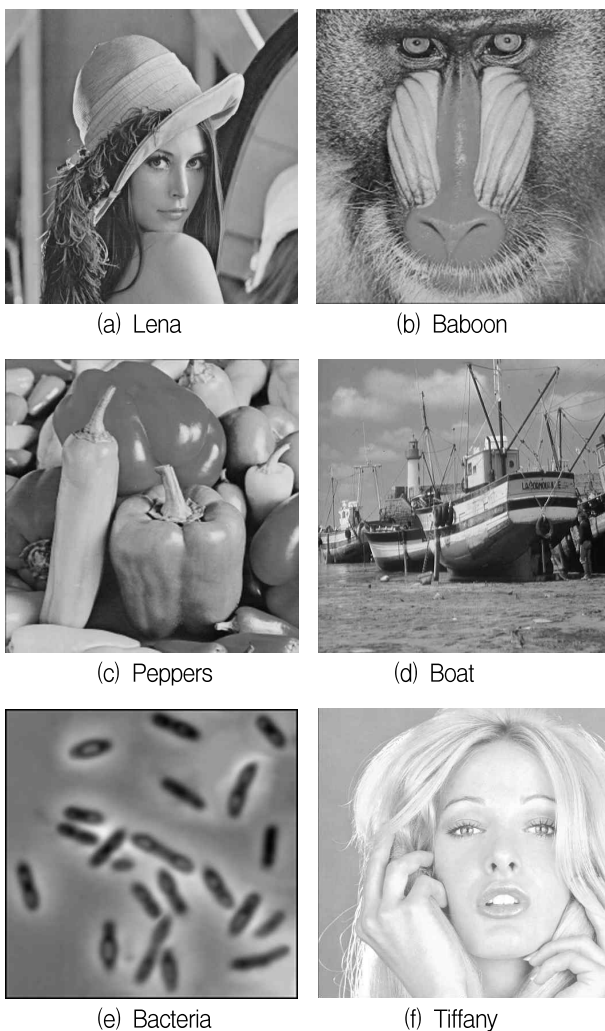 (a) Lena
(b) Baboon
(c) Peppers
(d) Boat
(e) Bacteria
(f) Tiffany